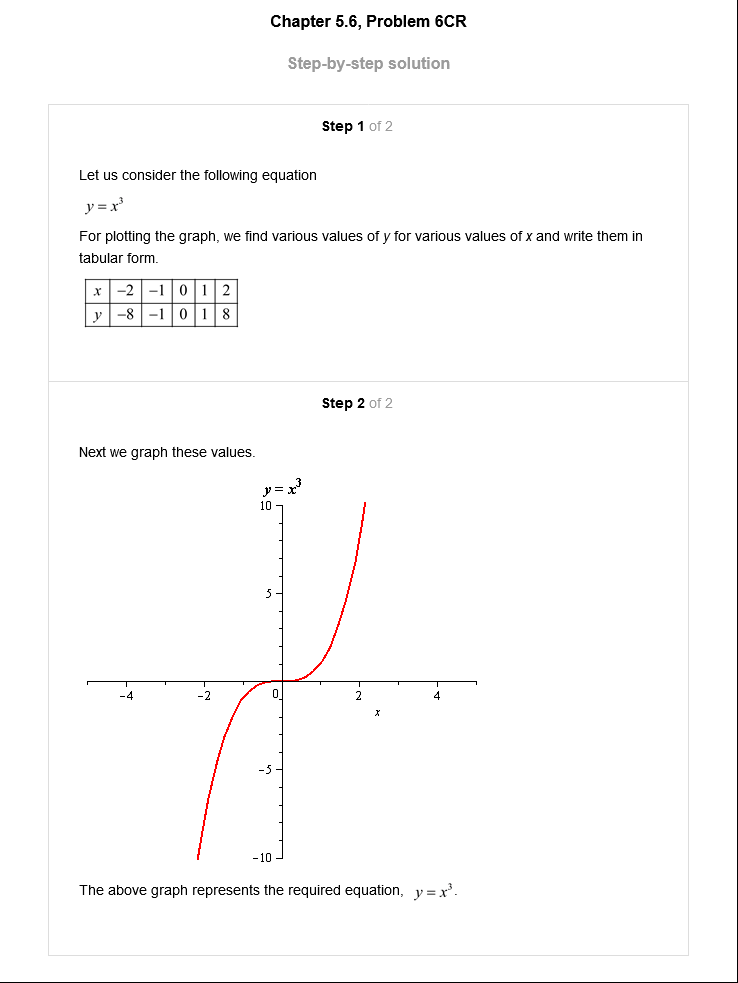 Chapter 5.6, Problem 6CR
Step-by-step solution
Step 1 of 2
Let us consider the following equation
y = x³
For plotting the graph, we find various values of y for various values of x and write them in
tabular form.
x −2 −1 0 1 2
y −8 −1 0 1 8
Step 2 of 2
Next we graph these values.
y = x³
10
5
−4 −2 0 2 4
x
−5
−10
The above graph represents the required equation, y = x³.